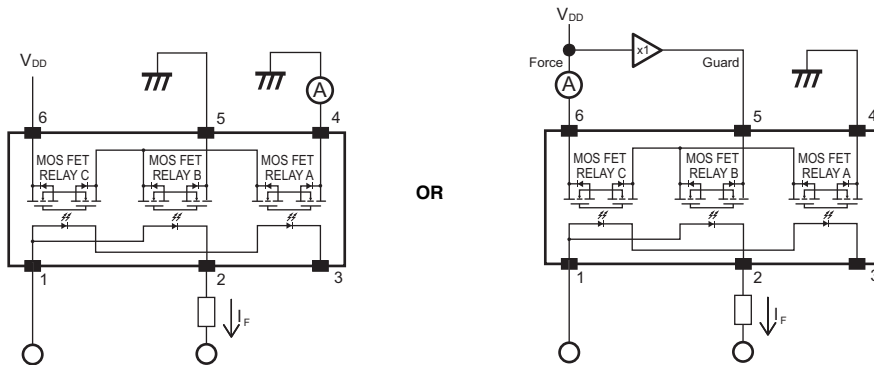 VDD
6
5
A
4
MOS FET
RELAY C
MOS FET
RELAY B
MOS FET
RELAY A
1
2
3
IF
OR
VDD
Force
x1
Guard
A
6
5
4
MOS FET
RELAY C
MOS FET
RELAY B
MOS FET
RELAY A
1
2
3
IF